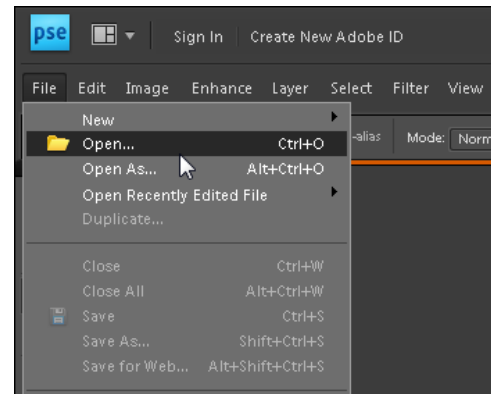 pse Sign In Create New Adobe ID
File Edit Image Enhance Layer Select Filter View
New
Open... Ctrl+O
-alias Mode: Norm
Open As... Alt+Ctrl+O
Open Recently Edited File
Duplicate...
Close Ctrl+W
Close All Alt+Ctrl+W
Save Ctrl+S
Save As... Shift+Ctrl+S
Save for Web... Alt+Shift+Ctrl+S